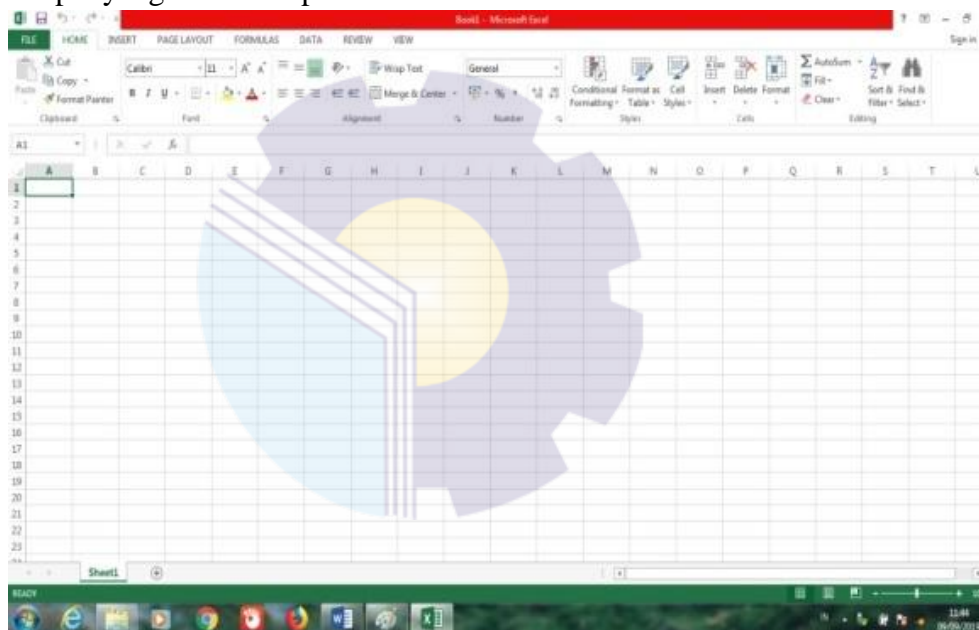 Book1 - Microsoft Excel
FILE HOME INSERT PAGE LAYOUT FORMULAS DATA REVIEW VIEW Sign in
Paste
Cut
Copy
Format Painter
Clipboard
Calibri 11
B I U
Font
Wrap Text
Merge & Center
Alignment
General
Number
Conditional Formatting
Format as Table
Cell Styles
Styles
Insert Delete Format
Cells
AutoSum
Fill
Clear
Sort & Filter
Find & Select
Editing
A1 fx
A B C D E F G H I J K L M N O P Q R S T U
1
2
3
4
5
6
7
8
9
10
11
12
13
14
15
16
17
18
19
20
21
22
23
Sheet1
READY
11:44